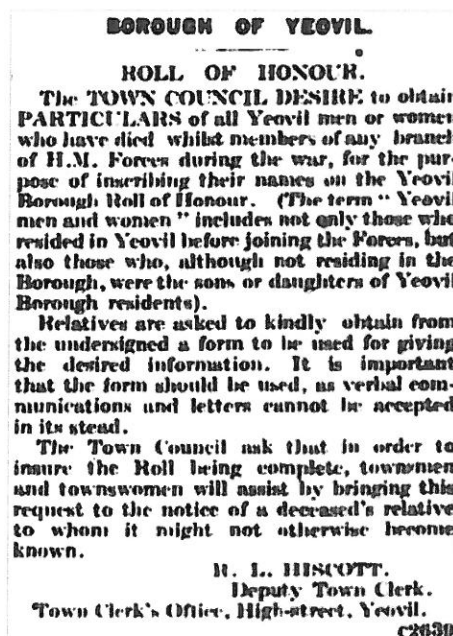 BOROUGH OF YEOVIL.
ROLL OF HONOUR.
The TOWN COUNCIL DESIRE to obtain
PARTICULARS of all Yeovil men or women
who have died whilst members of any branch
of H.M. Forces during the war, for the pur-
pose of inscribing their names on the Yeovil
Borough Roll of Honour. (The term "Yeovil
men and women" includes not only those who
resided in Yeovil before joining the Forces, but
also those who, although not residing in the
Borough, were the sons or daughters of Yeovil
Borough residents).
Relatives are asked to kindly obtain from
the undersigned a form to be used for giving
the desired information. It is important
that the form should be used, as verbal com-
munications and letters cannot be accepted
in its stead.
The Town Council ask that in order to
insure the Roll being complete, townsmen
and townswomen will assist by bringing this
request to the notice of a deceased's relative
to whom it might not otherwise become
known.
R. L. HISCOTT.
Deputy Town Clerk.
Town Clerk's Office, High-street, Yeovil.
c2639